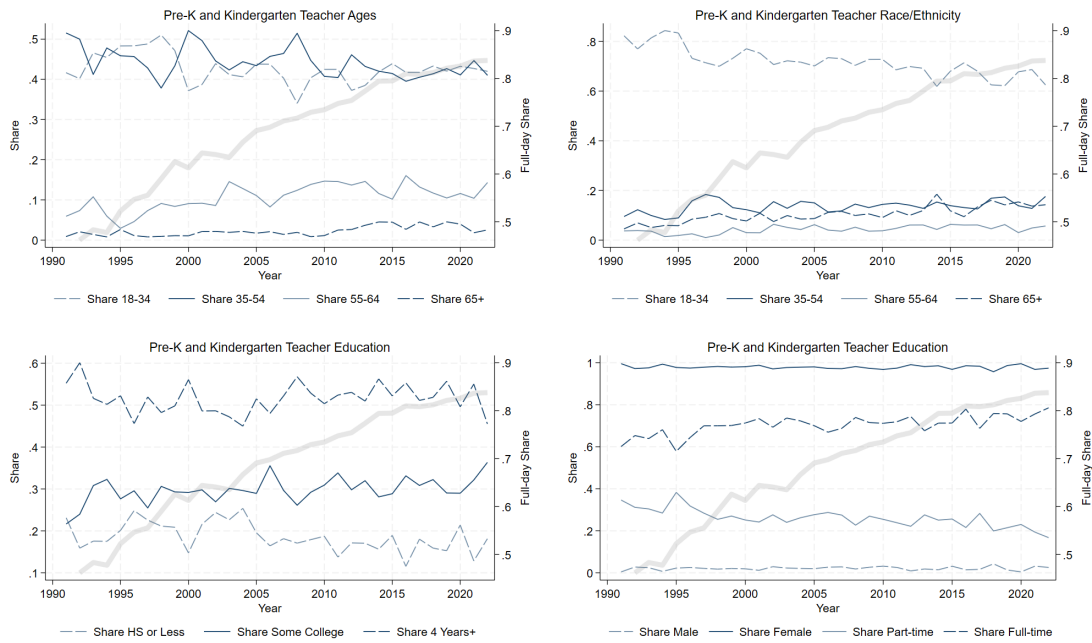 Pre-K and Kindergarten Teacher Ages
.5
.4
.3
.2
.1
0
Share
.9
.8
.7
.6
.5
Full-day Share
1990 1995 2000 2005 2010 2015 2020
Year
Share 18-34 Share 35-54 Share 55-64 Share 65+
Pre-K and Kindergarten Teacher Race/Ethnicity
.8
.6
.4
.2
0
Share
.9
.8
.7
.6
.5
Full-day Share
1990 1995 2000 2005 2010 2015 2020
Year
Share 18-34 Share 35-54 Share 55-64 Share 65+
Pre-K and Kindergarten Teacher Education
.6
.5
.4
.3
.2
.1
Share
.9
.8
.7
.6
.5
Full-day Share
1990 1995 2000 2005 2010 2015 2020
Year
Share HS or Less Share Some College Share 4 Years+
Pre-K and Kindergarten Teacher Education
1
.8
.6
.4
.2
0
Share
.9
.8
.7
.6
.5
Full-day Share
1990 1995 2000 2005 2010 2015 2020
Year
Share Male Share Female Share Part-time Share Full-time